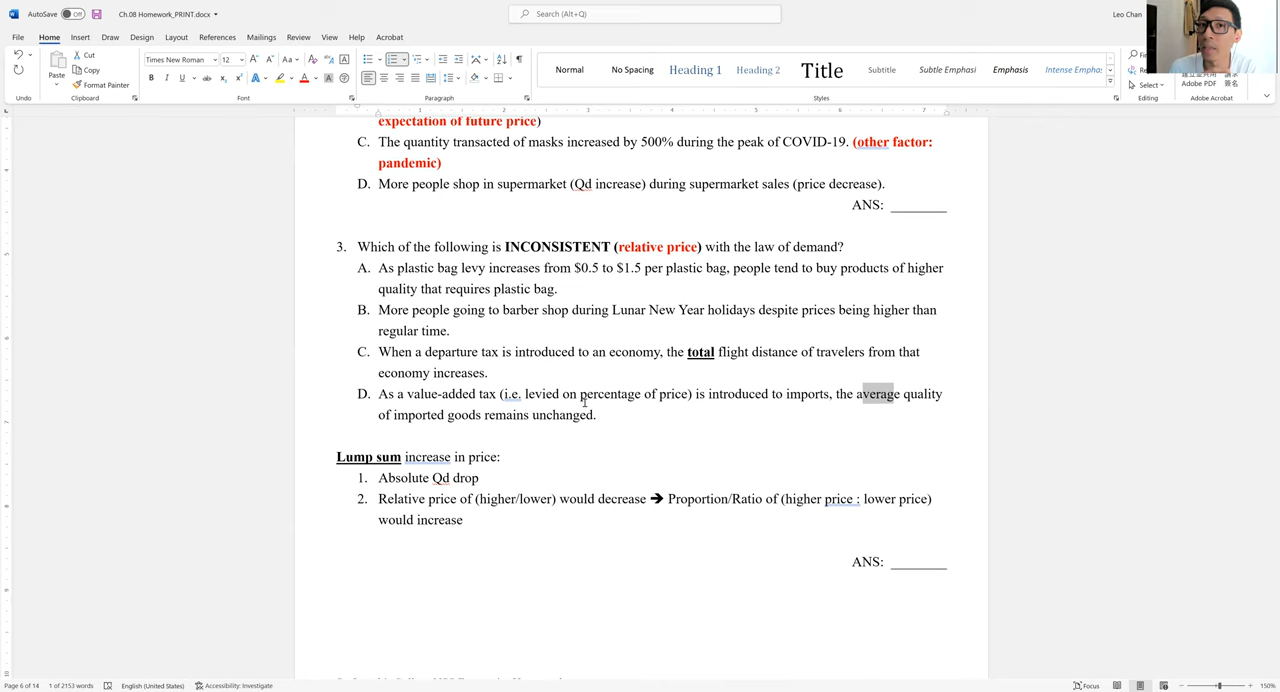 AutoSave Off Ch.08 Homework_PRINT.docx Search (Alt+Q) Leo Chan
File Home Insert Draw Design Layout References Mailings Review View Help Acrobat
Cut
Copy
Format Painter
Paste
Times New Roman 12
Normal No Spacing Heading 1 Heading 2 Title Subtitle Subtle Emphasis Emphasis Intense Empha:
Select
Adobe PDF 簽名
Undo Clipboard Font Paragraph Styles Editing Adobe Acrobat
expectation of future price)
C. The quantity transacted of masks increased by 500% during the peak of COVID-19. (other factor:
pandemic)
D. More people shop in supermarket (Qd increase) during supermarket sales (price decrease).
ANS: ________
3. Which of the following is INCONSISTENT (relative price) with the law of demand?
A. As plastic bag levy increases from $0.5 to $1.5 per plastic bag, people tend to buy products of higher
quality that requires plastic bag.
B. More people going to barber shop during Lunar New Year holidays despite prices being higher than
regular time.
C. When a departure tax is introduced to an economy, the total flight distance of travelers from that
economy increases.
D. As a value-added tax (i.e. levied on percentage of price) is introduced to imports, the average quality
of imported goods remains unchanged.
Lump sum increase in price:
1. Absolute Qd drop
2. Relative price of (higher/lower) would decrease ➔ Proportion/Ratio of (higher price : lower price)
would increase
ANS: ________
Page 6 of 14 1 of 2153 words English (United States) Accessibility: Investigate Focus 150%